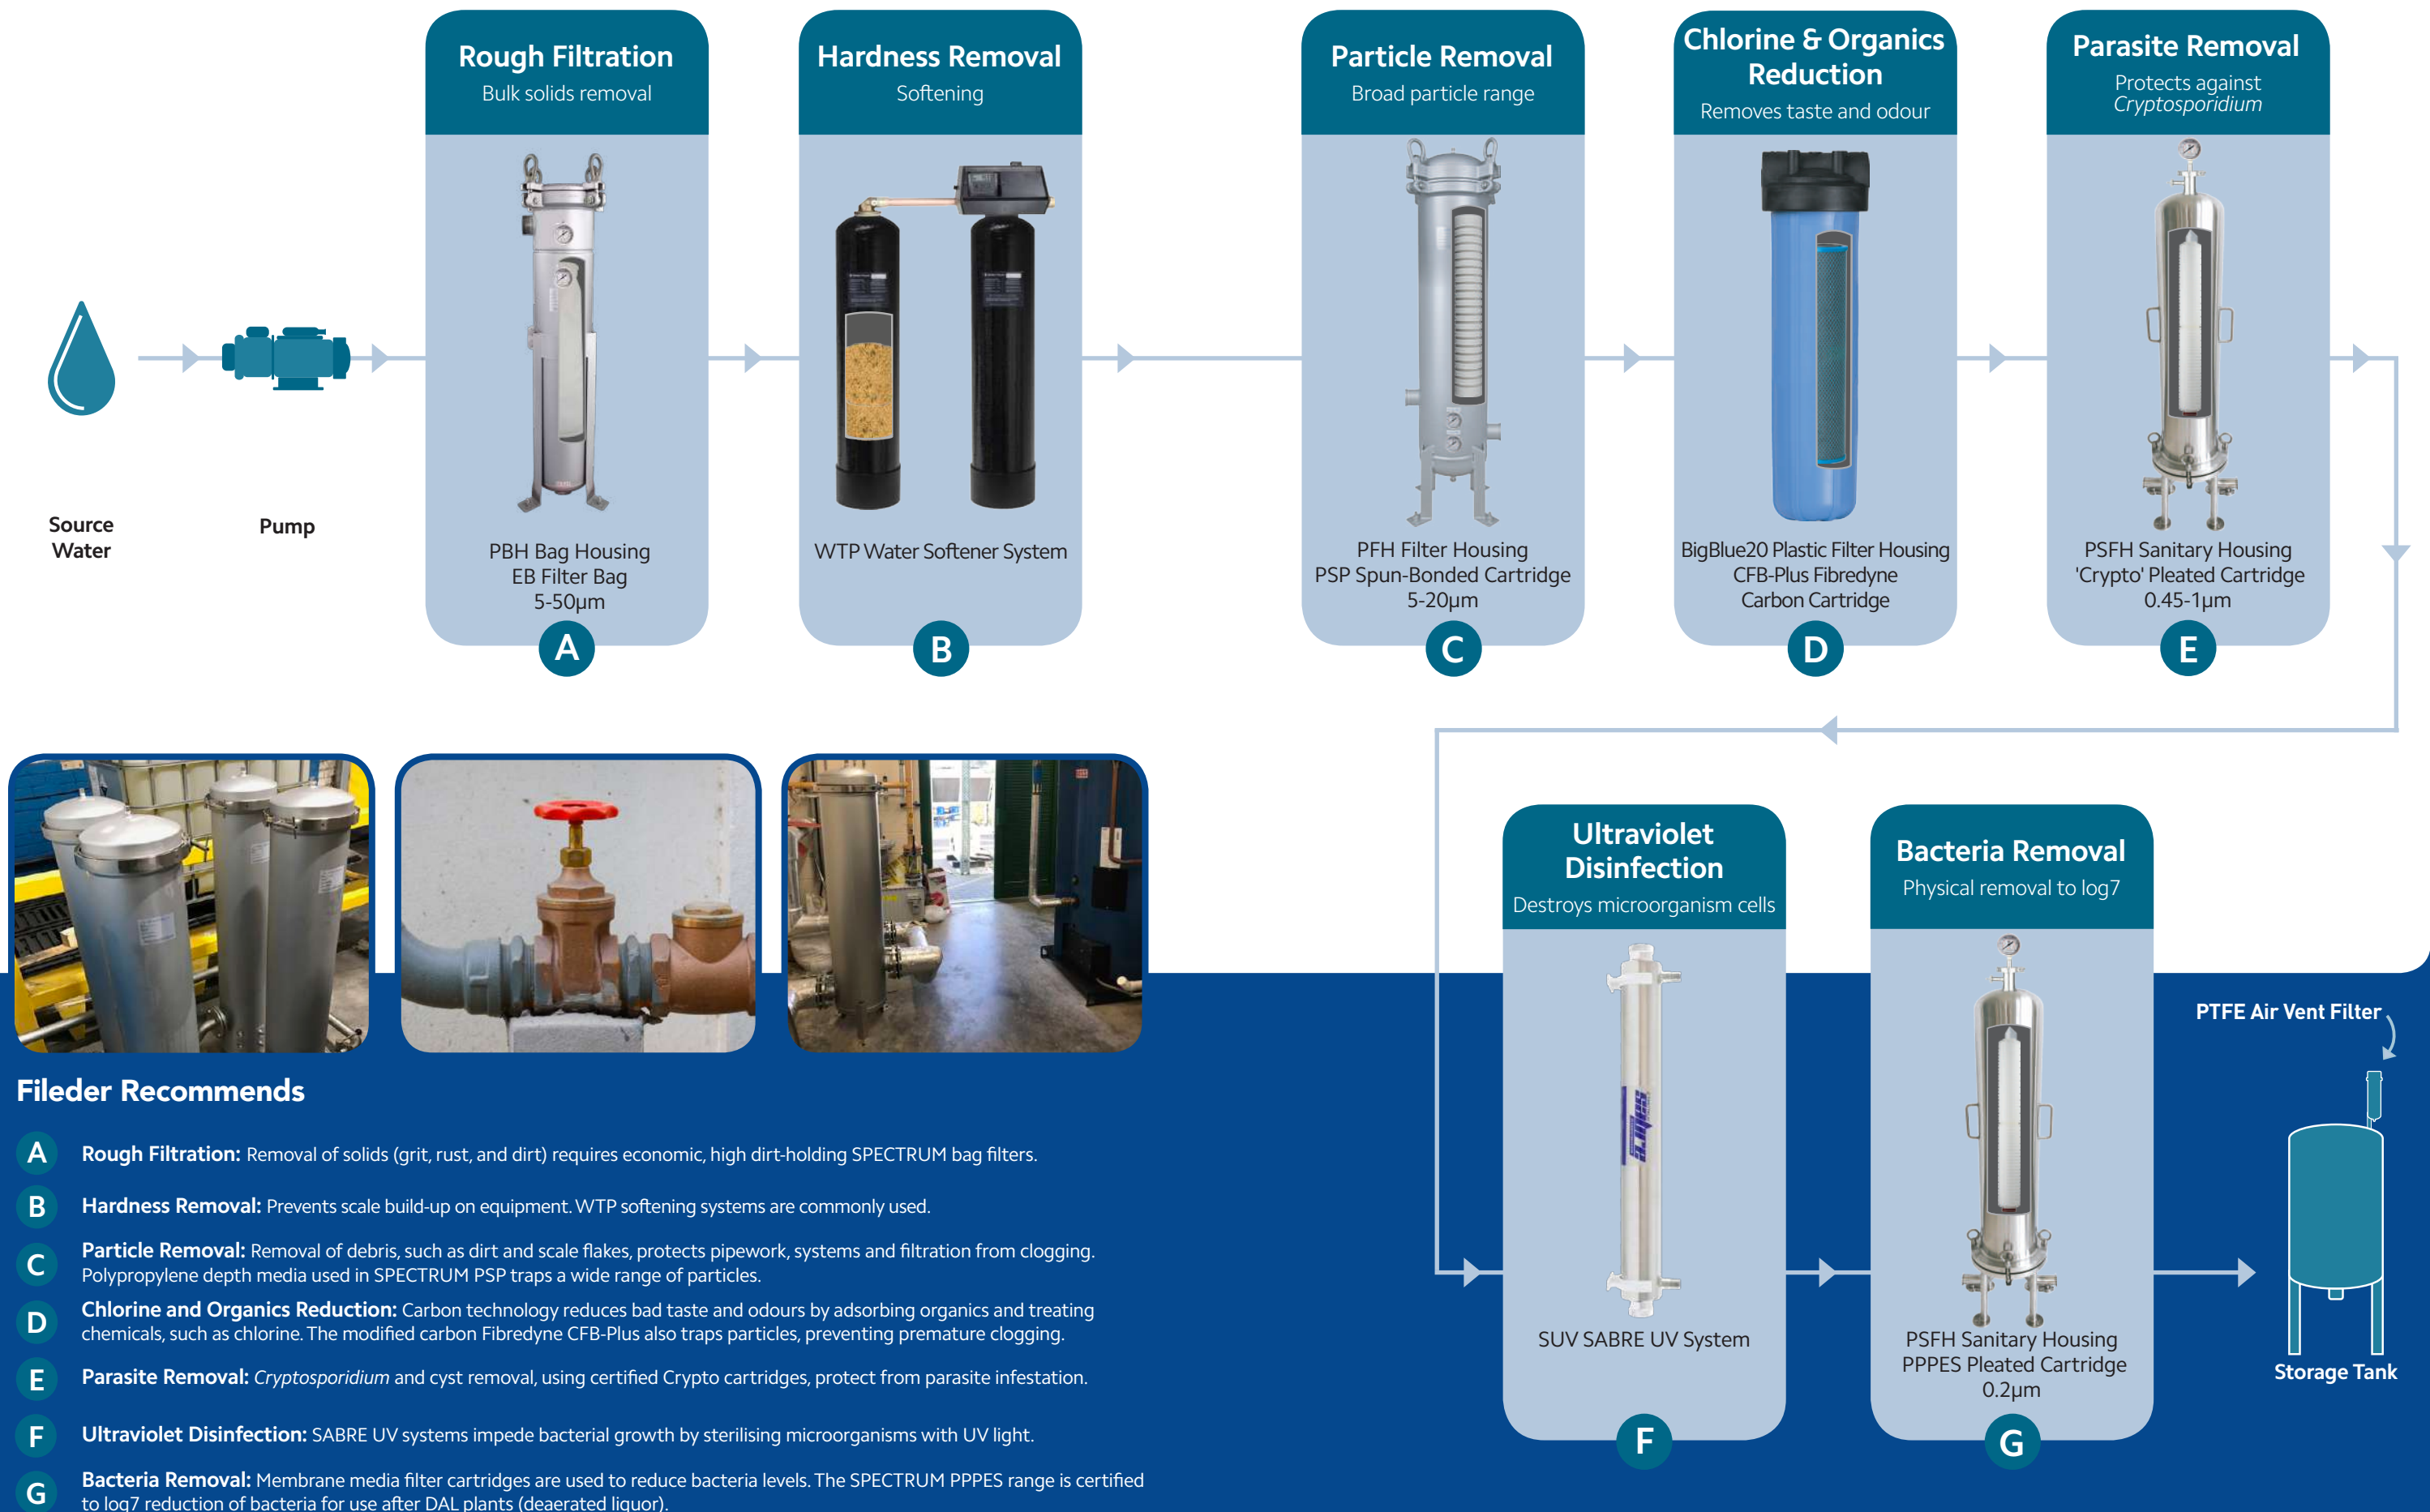 Rough Filtration
Bulk solids removal
Hardness Removal
Softening
Particle Removal
Broad particle range
Chlorine & Organics
Reduction
Removes taste and odour
Parasite Removal
Protects against
Cryptosporidium
Source
Water
Pump
PBH Bag Housing
EB Filter Bag
5-50µm
A
WTP Water Softener System
B
PFH Filter Housing
PSP Spun-Bonded Cartridge
5-20µm
C
BigBlue20 Plastic Filter Housing
CFB-Plus Fibredyne
Carbon Cartridge
D
PSFH Sanitary Housing
'Crypto' Pleated Cartridge
0.45-1µm
E
Ultraviolet
Disinfection
Destroys microorganism cells
sabre
SUV SABRE UV System
F
Bacteria Removal
Physical removal to log7
PSFH Sanitary Housing
PPPES Pleated Cartridge
0.2µm
G
PTFE Air Vent Filter
Storage Tank
Fileder Recommends
A Rough Filtration: Removal of solids (grit, rust, and dirt) requires economic, high dirt-holding SPECTRUM bag filters.
B Hardness Removal: Prevents scale build-up on equipment. WTP softening systems are commonly used.
C Particle Removal: Removal of debris, such as dirt and scale flakes, protects pipework, systems and filtration from clogging.
Polypropylene depth media used in SPECTRUM PSP traps a wide range of particles.
D Chlorine and Organics Reduction: Carbon technology reduces bad taste and odours by adsorbing organics and treating
chemicals, such as chlorine. The modified carbon Fibredyne CFB-Plus also traps particles, preventing premature clogging.
E Parasite Removal: Cryptosporidium and cyst removal, using certified Crypto cartridges, protect from parasite infestation.
F Ultraviolet Disinfection: SABRE UV systems impede bacterial growth by sterilising microorganisms with UV light.
G Bacteria Removal: Membrane media filter cartridges are used to reduce bacteria levels. The SPECTRUM PPPES range is certified
to log7 reduction of bacteria for use after DAL plants (deaerated liquor).